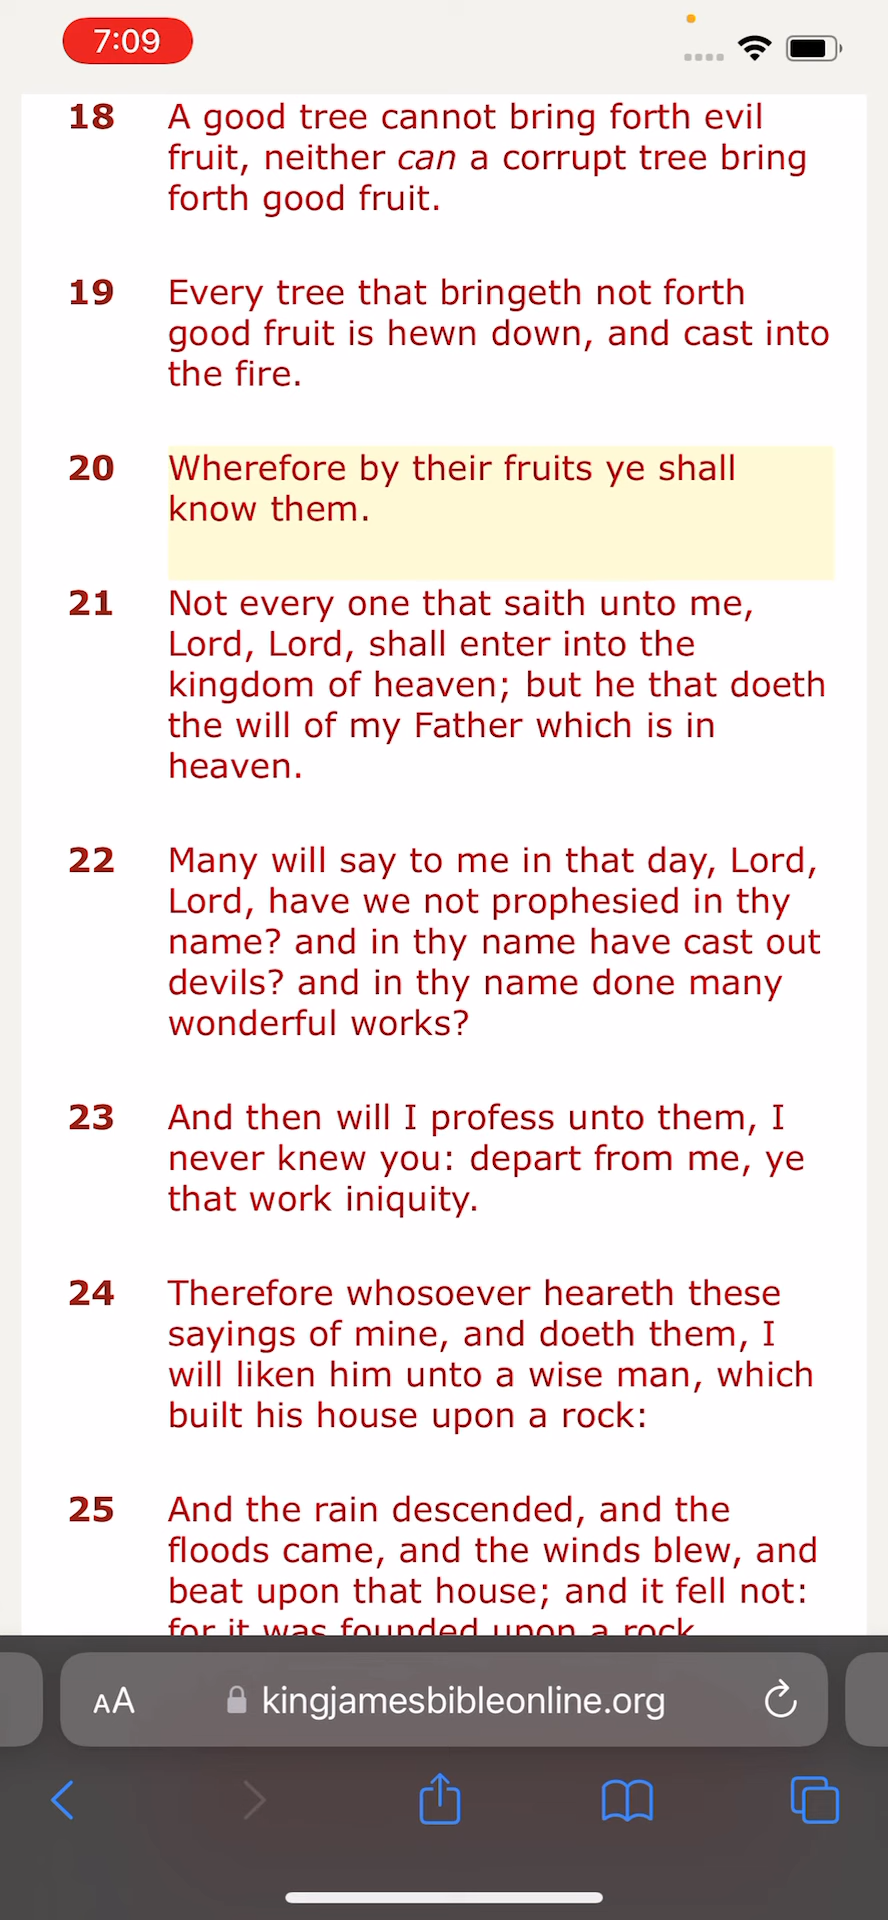 7:09
18 A good tree cannot bring forth evil
fruit, neither can a corrupt tree bring
forth good fruit.
19 Every tree that bringeth not forth
good fruit is hewn down, and cast into
the fire.
20 Wherefore by their fruits ye shall
know them.
21 Not every one that saith unto me,
Lord, Lord, shall enter into the
kingdom of heaven; but he that doeth
the will of my Father which is in
heaven.
22 Many will say to me in that day, Lord,
Lord, have we not prophesied in thy
name? and in thy name have cast out
devils? and in thy name done many
wonderful works?
23 And then will I profess unto them, I
never knew you: depart from me, ye
that work iniquity.
24 Therefore whosoever heareth these
sayings of mine, and doeth them, I
will liken him unto a wise man, which
built his house upon a rock:
25 And the rain descended, and the
floods came, and the winds blew, and
beat upon that house; and it fell not:
for it was founded upon a rock
AA kingjamesbibleonline.org